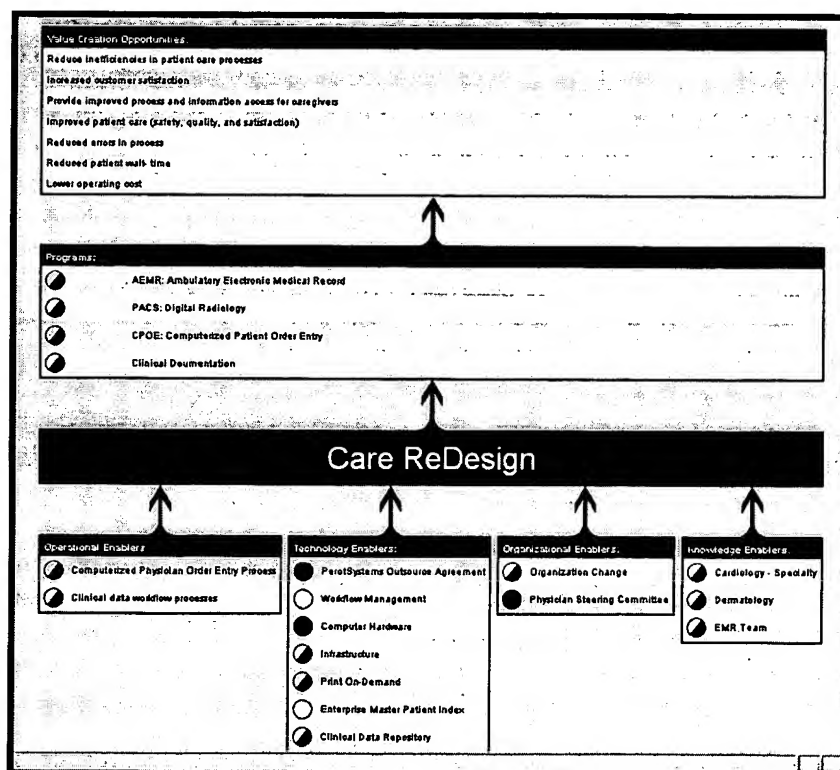 Value Creation Opportunities:
Reduce Inefficiencies in patient care processes
Increased customer satisfaction
Provide improved process and information access for caregivers
Improved patient care (safety, quality, and satisfaction)
Reduced errors in process
Reduced patient wait time
Lower operating cost
Programs:
AEMR: Ambulatory Electronic Medical Record
PACS: Digital Radiology
CPOE: Computerized Patient Order Entry
Clinical Deumentation
Care ReDesign
Operational Enablers
Computerized Physician Order Entry Process
Clinical data workflow processes
Technology Enablers:
PerotSystems Outsource Agreement
Workflow Management
Computer Hardware
Infrastructure
Print On-Demand
Enterprise Master Patient Index
Clinical Data Repository
Organizational Enablers:
Organization Change
Physician Steering Committee
Knowledge Enablers:
Cardiology - Specialty
Dermatology
EMR Team